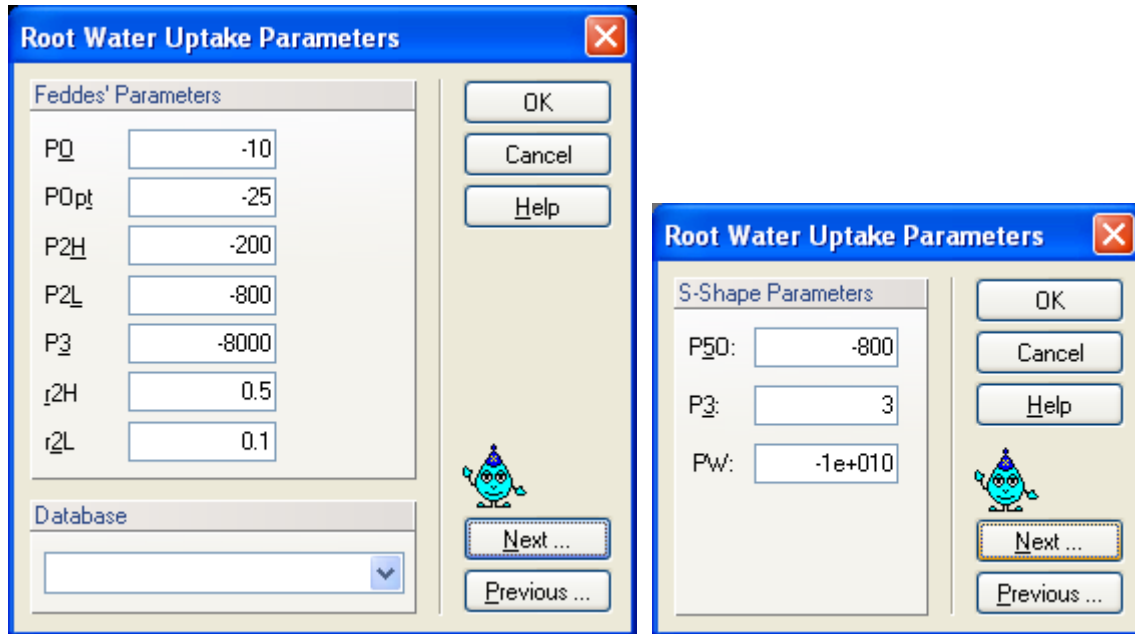 Root Water Uptake Parameters
Feddes' Parameters
P0 -10
P0pt -25
P2H -200
P2L -800
P3 -8000
r2H 0.5
r2L 0.1
Database
OK
Cancel
Help
Next ...
Previous ...
Root Water Uptake Parameters
S-Shape Parameters
P50: -800
P3: 3
PW: -1e+010
OK
Cancel
Help
Next ...
Previous ...